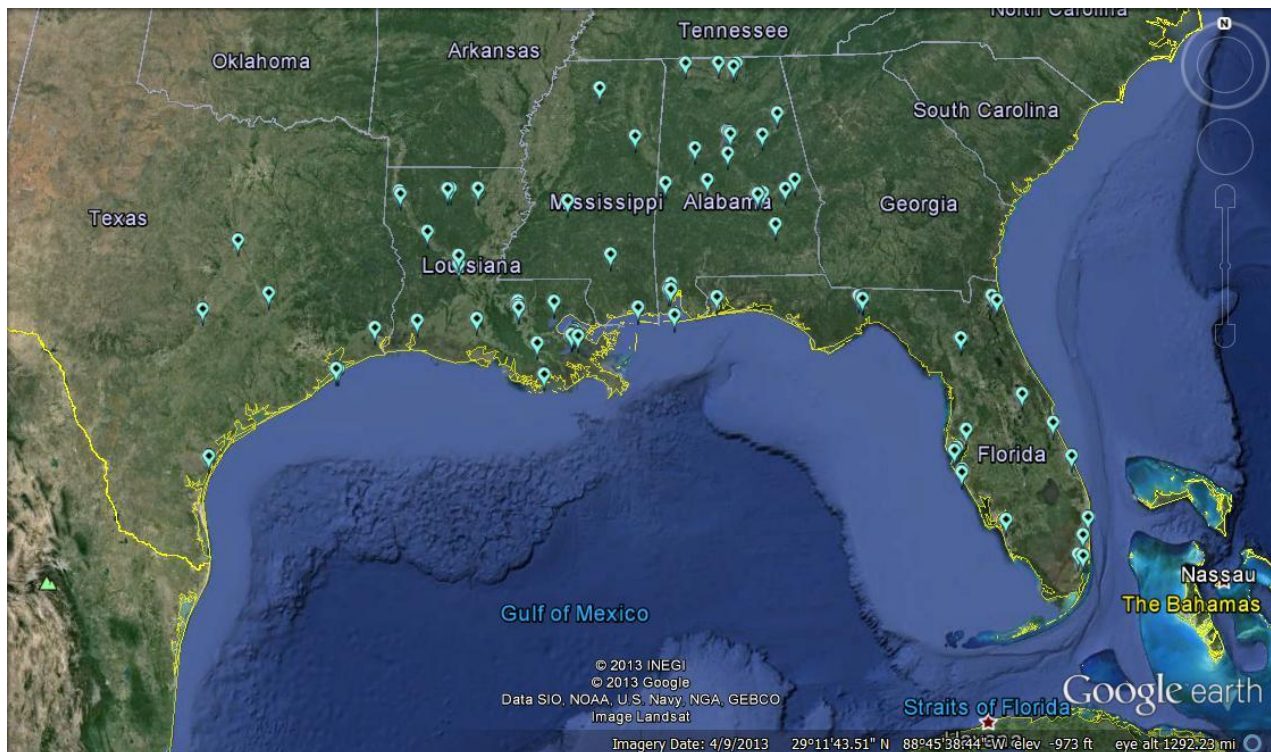 North Carolina
Tennessee
N
Oklahoma
Arkansas
South Carolina
Texas
Mississippi
Alabama
Georgia
Louisiana
Florida
Nassau
The Bahamas
Gulf of Mexico
© 2013 INEGI
© 2013 Google
Data SIO, NOAA, U.S. Navy, NGA, GEBCO
Image Landsat
Google earth
Straits of Florida
Havana
Imagery Date: 4/9/2013 29°11'43.51" N 88°45'38.44" W elev -973 ft eye alt 1292.23 mi